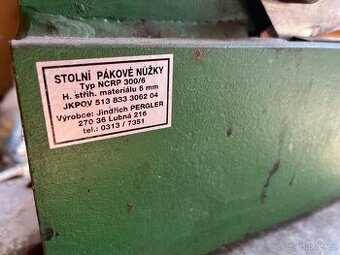 STOLNÍ PÁKOVÉ NŮŽKY
Typ NCRP 300/6
H. střih. materiálu 6 mm
JKPOV 513 833 3062 04
Výrobce: Jindřich PERGLER
270 36 Lubná 216
tel.: 0313 / 7351